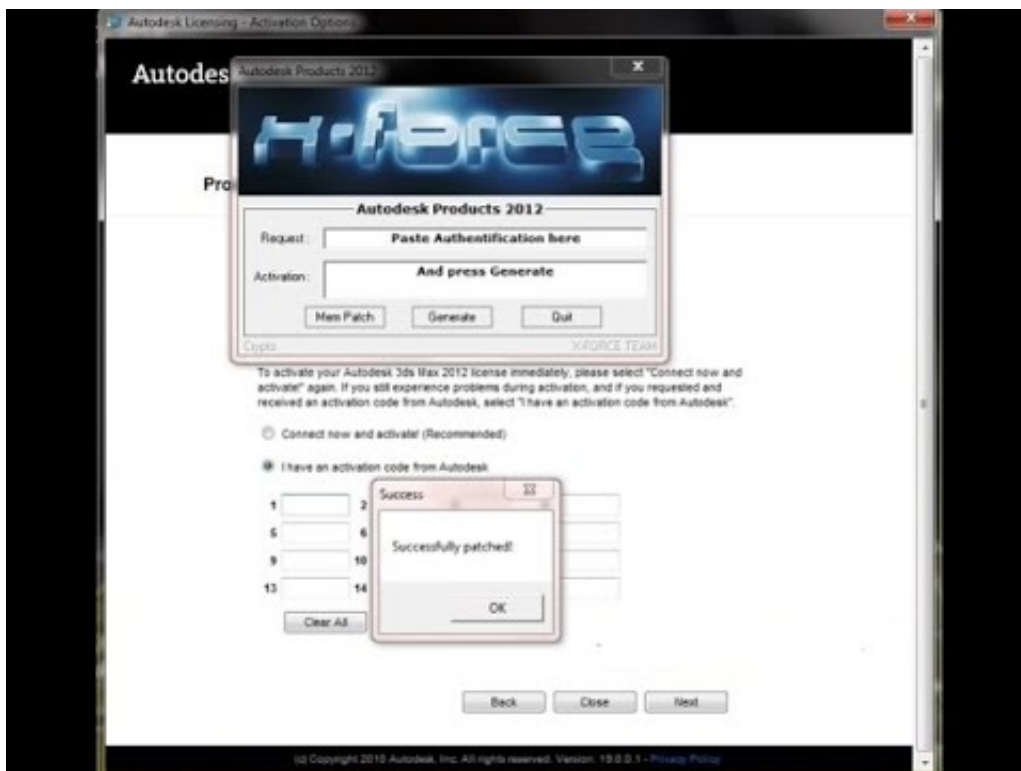 Autodesk Licensing - Activation Options
Autodes
Autodesk Products 2012
x-force
Pro
Autodesk Products 2012
Request:
Paste Authentification here
Activation:
And press Generate
Mem Patch
Generate
Quit
Crypto
X-FORCE TEAM
To activate your Autodesk 3ds Max 2012 license immediately, please select "Connect now and
activate" again. If you still experience problems during activation, and if you requested and
received an activation code from Autodesk, select "I have an activation code from Autodesk".
Connect now and activate! (Recommended)
I have an activation code from Autodesk
1
2
5
6
9
10
13
14
Success
Successfully patched!
OK
Clear All
Back
Close
Next
(c) Copyright 2010 Autodesk, Inc. All rights reserved. Version: 19.0.0.1 - Privacy Policy